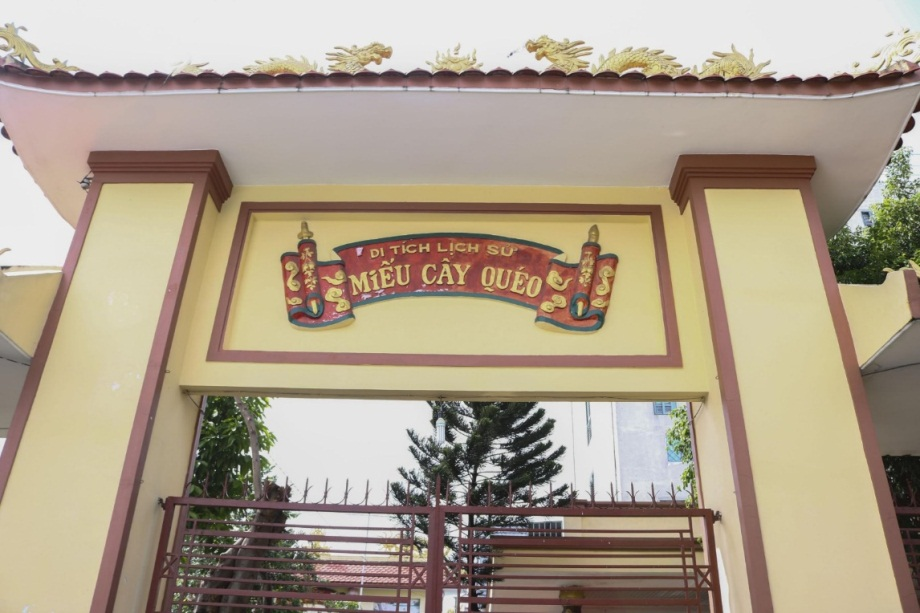 DI TÍCH LỊCH SỬ
MIẾU CÂY QUÉO